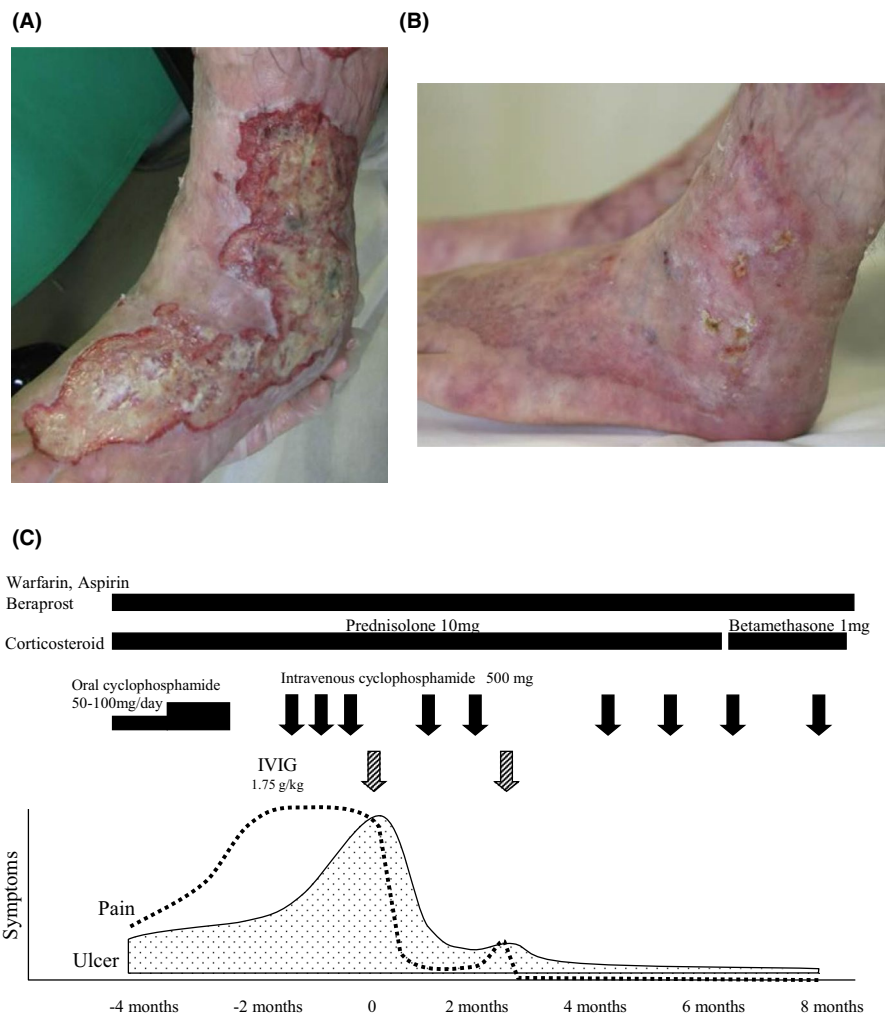 (A)
(B)
(C)
Warfarin, Aspirin
Beraprost
Prednisolone 10mg
Betamethasone 1mg
Corticosteroid
Oral cyclophosphamide
50-100mg/day
Intravenous cyclophosphamide 500 mg
IVIG
1.75 g/kg
Symptoms
Pain
Ulcer
-4 months
-2 months
0
2 months
4 months
6 months
8 months